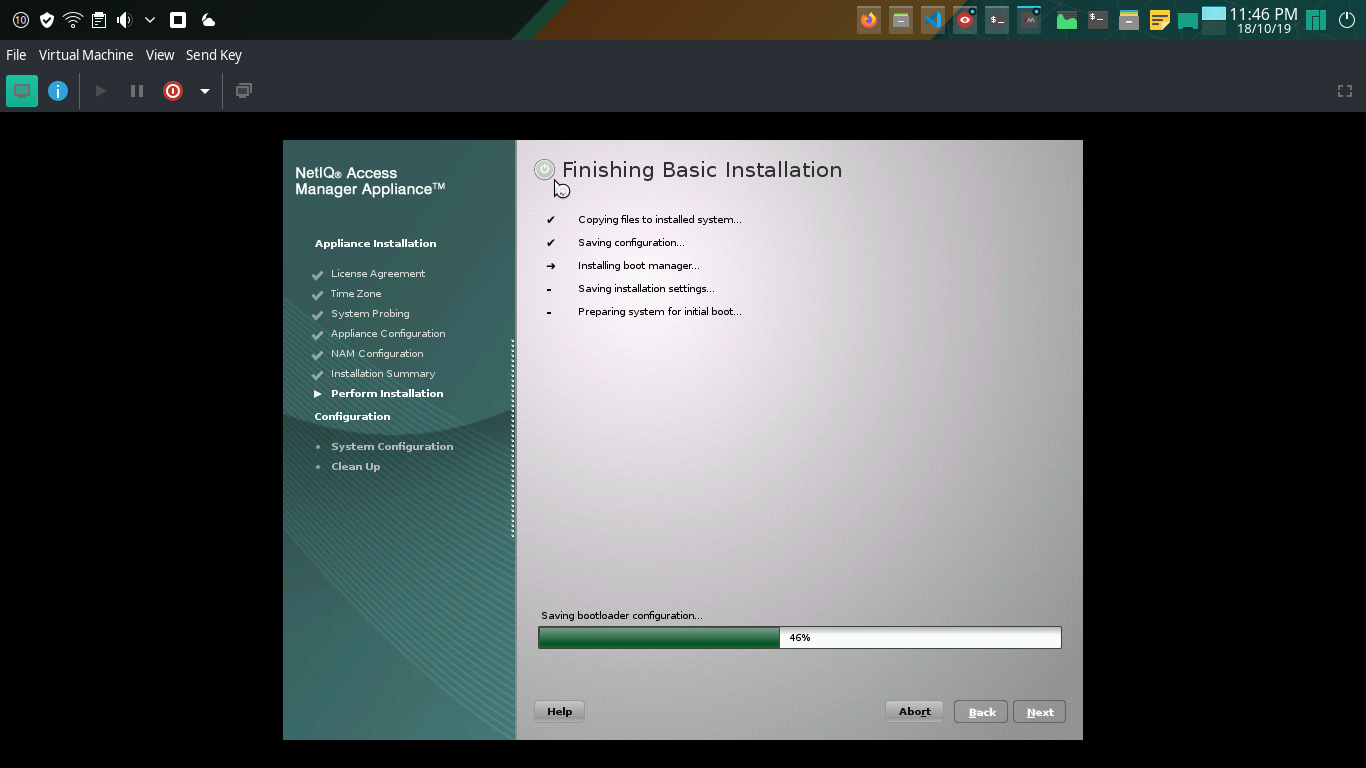 10
11:46 PM
18/10/19
File Virtual Machine View Send Key
NetIQ® Access
Manager Appliance™
Appliance Installation
License Agreement
Time Zone
System Probing
Appliance Configuration
NAM Configuration
Installation Summary
Perform Installation
Configuration
System Configuration
Clean Up
Finishing Basic Installation
Copying files to installed system...
Saving configuration...
Installing boot manager...
Saving installation settings...
Preparing system for initial boot...
Saving bootloader configuration...
46%
Help Abort Back Next